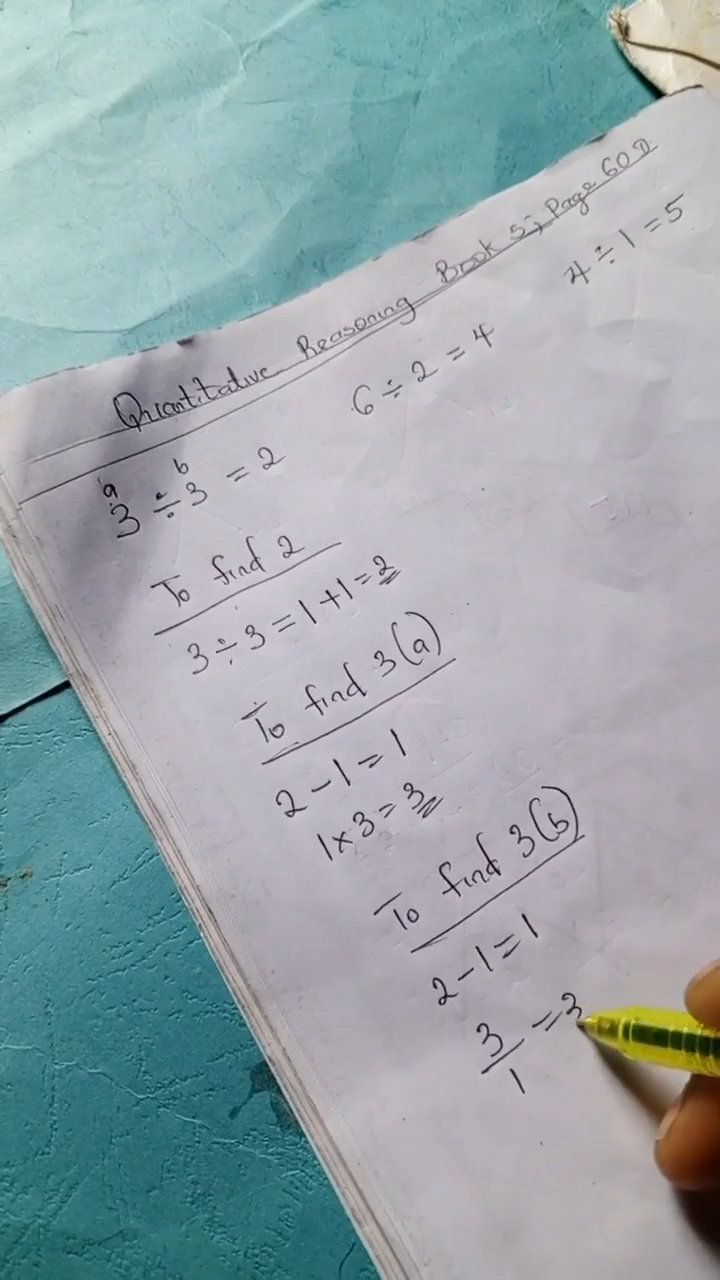 Quantitative Reasoning Book 5; Page 60 D
a b
3 ÷ 3 = 2 6 ÷ 2 = 4 4 ÷ 1 = 5
To find 2
3 ÷ 3 = 1 + 1 = 2
To find 3(a)
2 - 1 = 1
1 x 3 = 3
To find 3(b)
2 - 1 = 1
3/1 = 3